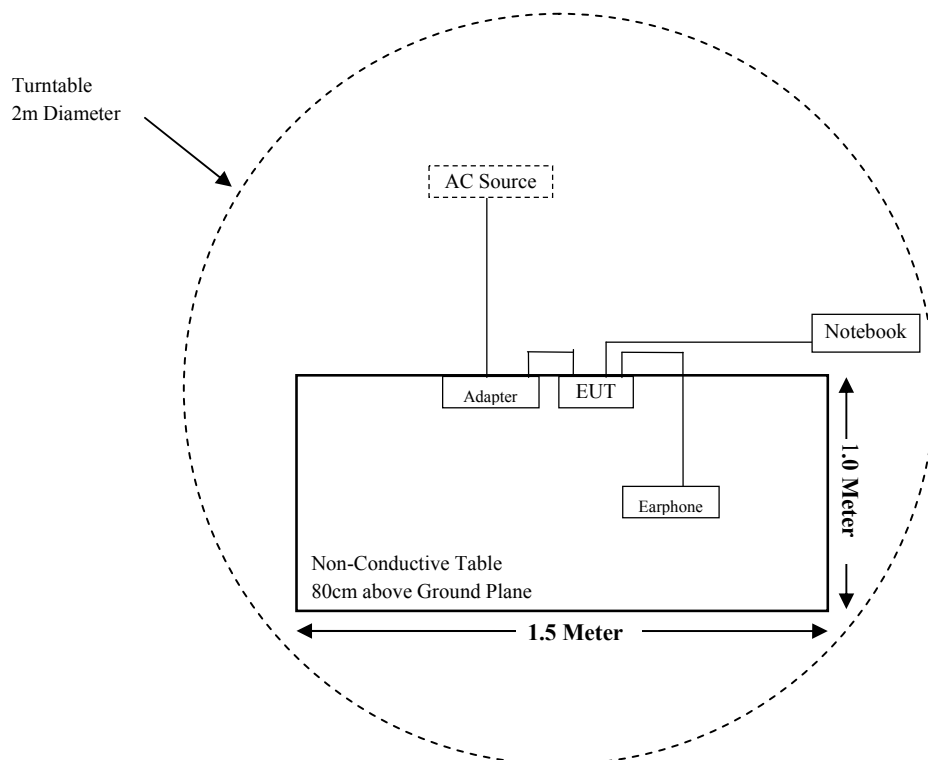 Turntable
2m Diameter
AC Source
Notebook
Adapter
EUT
Earphone
1.0 Meter
Non-Conductive Table
80cm above Ground Plane
1.5 Meter